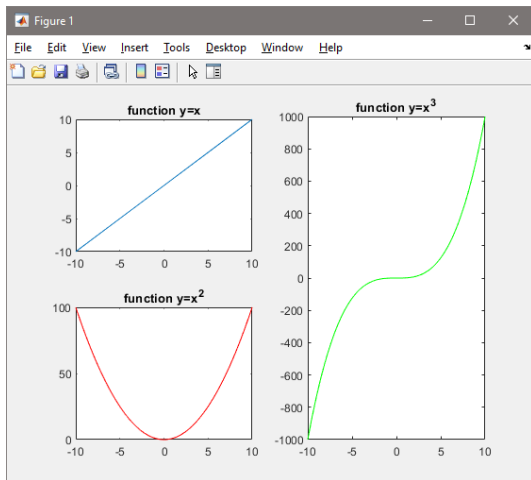 Figure 1
File Edit View Insert Tools Desktop Window Help
function y=x
10
5
0
-5
-10
-10 -5 0 5 10
function y=x²
100
50
0
-10 -5 0 5 10
function y=x³
1000
800
600
400
200
0
-200
-400
-600
-800
-1000
-10 -5 0 5 10